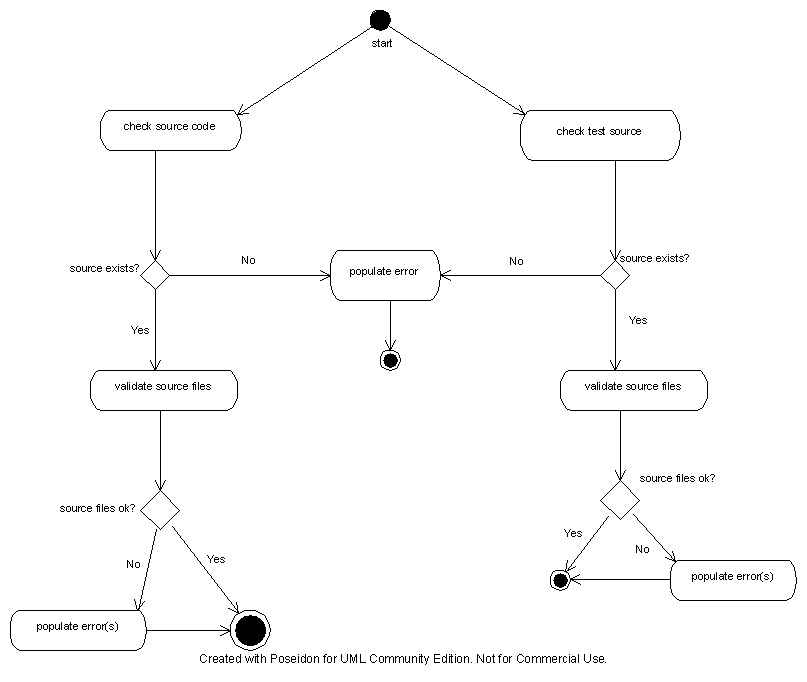 start
check source code
check test source
source exists?
No
populate error
No
source exists?
Yes
Yes
validate source files
validate source files
source files ok?
source files ok?
No
Yes
Yes
No
populate error(s)
populate error(s)
Created with Poseidon for UML Community Edition. Not for Commercial Use.